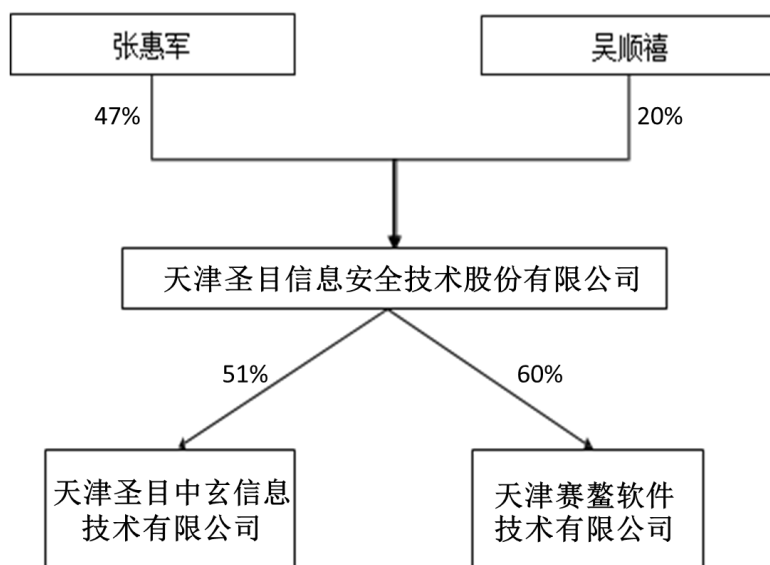 张惠军
吴顺禧
47%
20%
天津圣目信息安全技术股份有限公司
51%
60%
天津圣目中玄信息
技术有限公司
天津赛鳌软件
技术有限公司